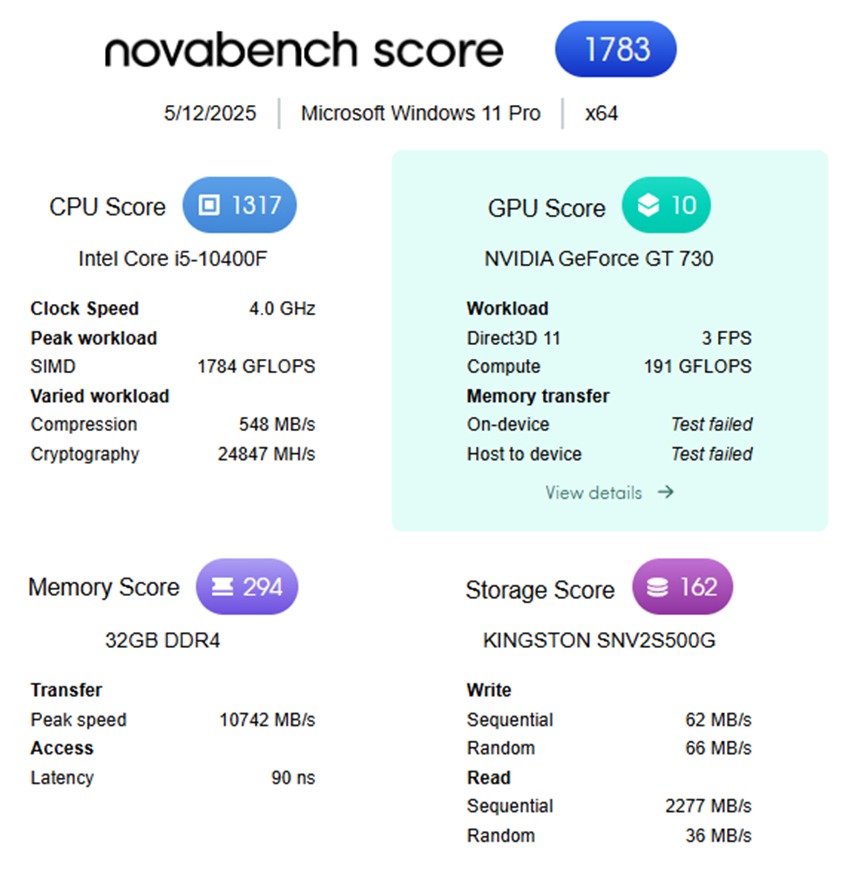 novabench score 1783
5/12/2025 | Microsoft Windows 11 Pro | x64
CPU Score 1317
Intel Core i5-10400F
Clock Speed 4.0 GHz
Peak workload
SIMD 1784 GFLOPS
Varied workload
Compression 548 MB/s
Cryptography 24847 MH/s
GPU Score 10
NVIDIA GeForce GT 730
Workload
Direct3D 11 3 FPS
Compute 191 GFLOPS
Memory transfer
On-device Test failed
Host to device Test failed
View details →
Memory Score 294
32GB DDR4
Transfer
Peak speed 10742 MB/s
Access
Latency 90 ns
Storage Score 162
KINGSTON SNV2S500G
Write
Sequential 62 MB/s
Random 66 MB/s
Read
Sequential 2277 MB/s
Random 36 MB/s